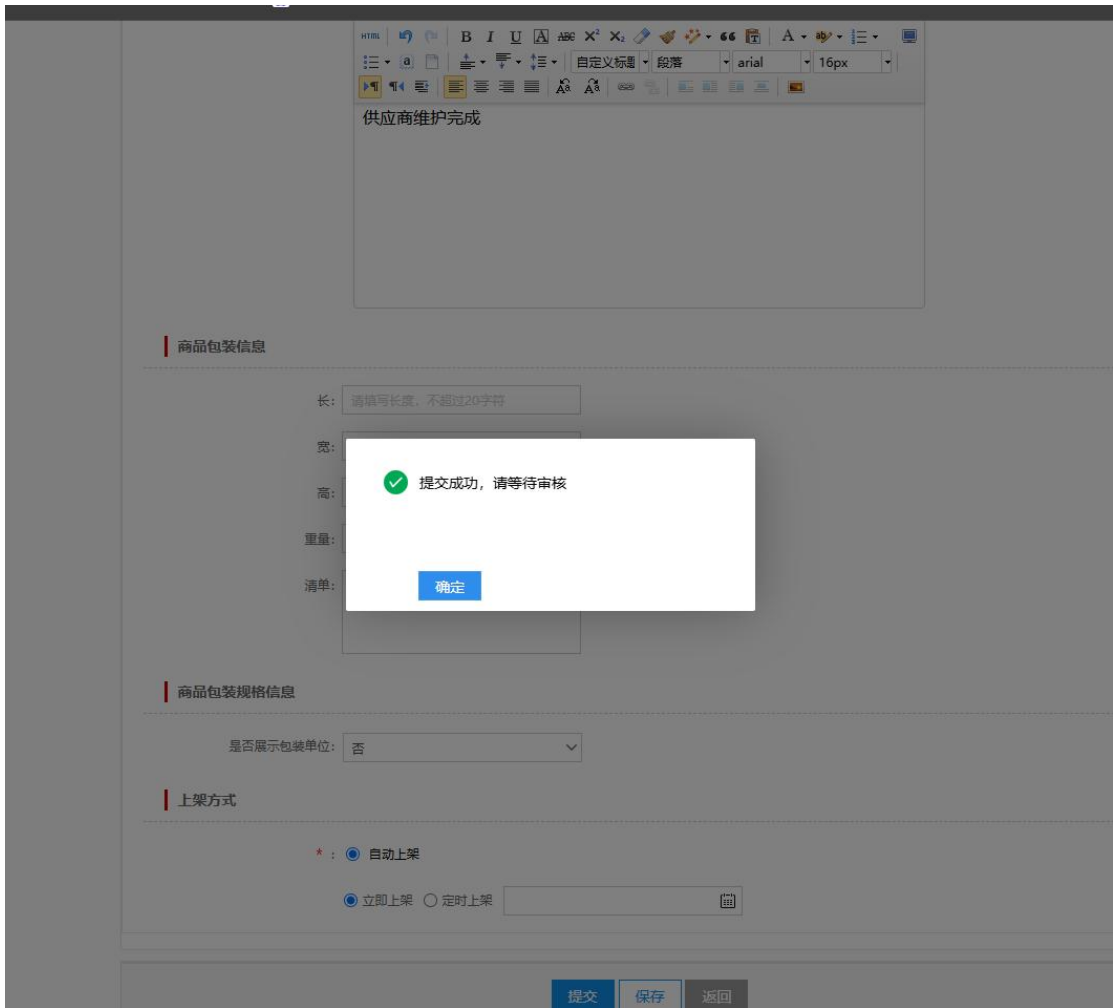 HTML B I U A ABC X² X₂ A
自定义标题 段落 arial 16px
供应商维护完成
商品包装信息
长: 请填写长度, 不超过20字符
宽:
高:
重量:
清单:
提交成功, 请等待审核
确定
商品包装规格信息
是否展示包装单位: 否
上架方式
* : 自动上架
立即上架 定时上架
提交 保存 返回